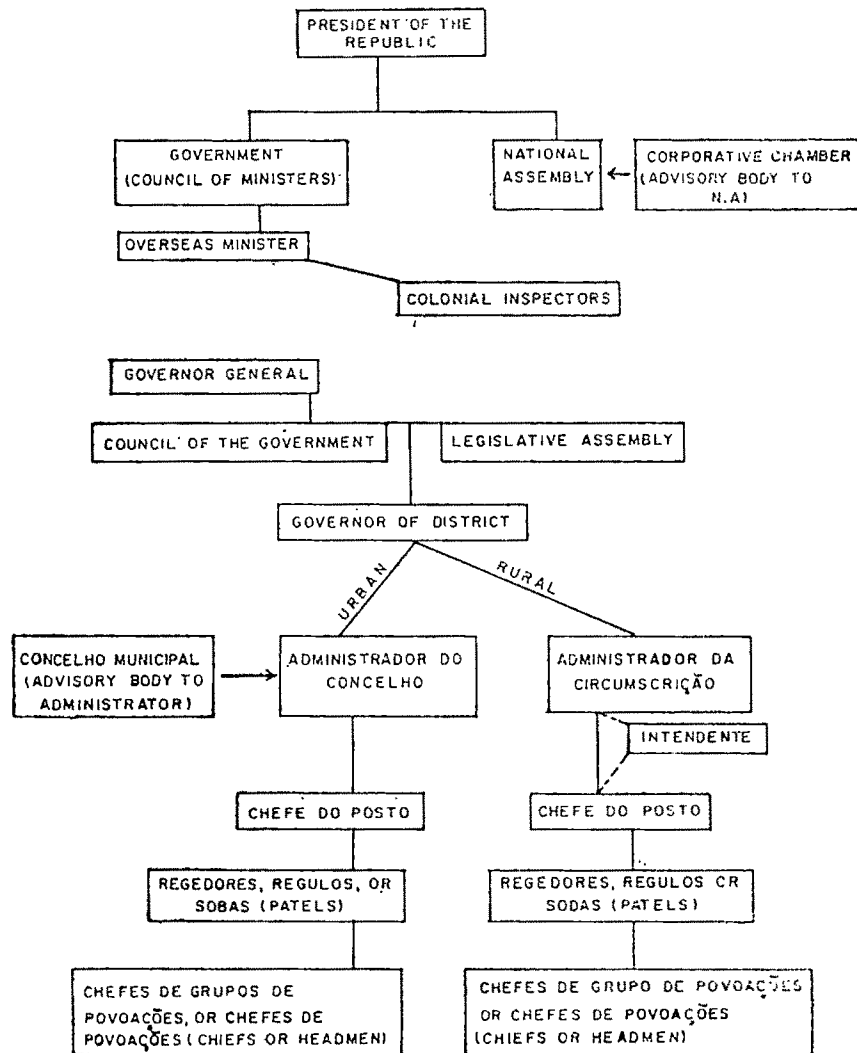 PRESIDENT OF THE
REPUBLIC
GOVERNMENT
(COUNCIL OF MINISTERS)
NATIONAL
ASSEMBLY
CORPORATIVE CHAMBER
(ADVISORY BODY TO
N.A)
OVERSEAS MINISTER
COLONIAL INSPECTORS
GOVERNOR GENERAL
COUNCIL OF THE GOVERNMENT
LEGISLATIVE ASSEMBLY
GOVERNOR OF DISTRICT
URBAN
RURAL
CONCELHO MUNICIPAL
(ADVISORY BODY TO
ADMINISTRATOR)
ADMINISTRADOR DO
CONCELHO
ADMINISTRADOR DA
CIRCUMSCRIÇÃO
INTENDENTE
CHEFE DO POSTO
CHEFE DO POSTO
REGEDORES, REGULOS, OR
SOBAS (PATELS)
REGEDORES, REGULOS CR
SODAS (PATELS)
CHEFES DE GRUPOS DE
POVOAÇÕES, OR CHEFES DE
POVOAÇÕES (CHIEFS OR HEADMEN)
CHEFES DE GRUPO DE POVOAÇÕES
OR CHEFES DE POVOAÇÕES
(CHIEFS OR HEADMEN)